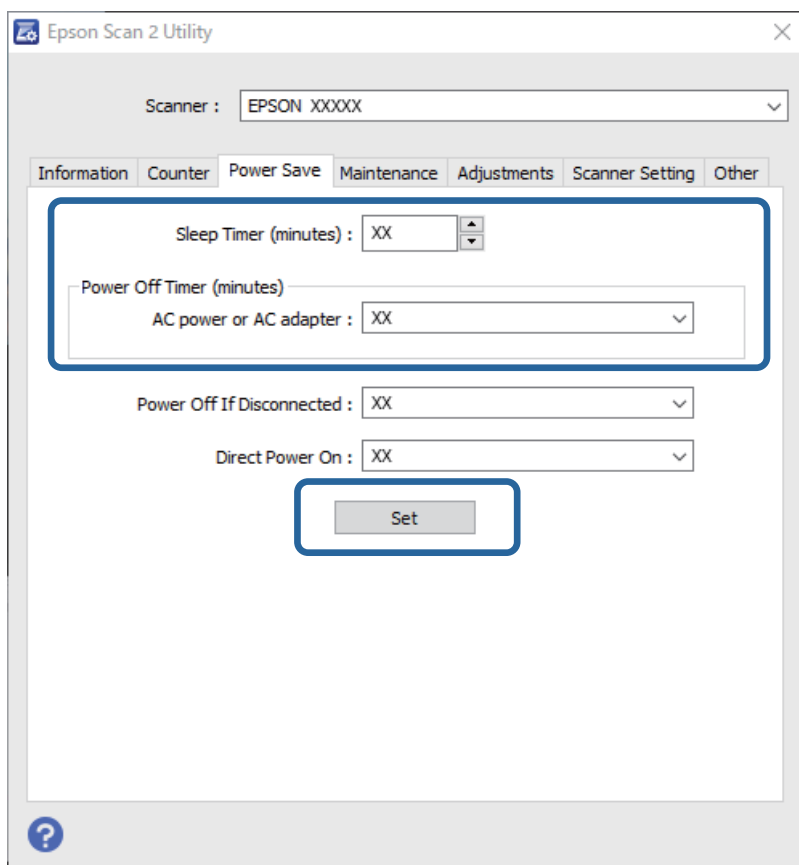 Epson Scan 2 Utility
Scanner : EPSON XXXXX
Information Counter Power Save Maintenance Adjustments Scanner Setting Other
Sleep Timer (minutes) : XX
Power Off Timer (minutes)
AC power or AC adapter : XX
Power Off If Disconnected : XX
Direct Power On : XX
Set
?